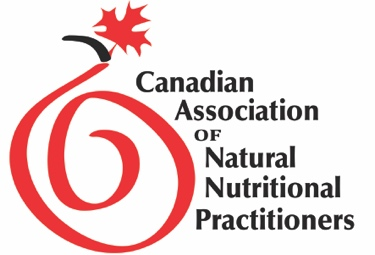 Canadian
Association
OF
Natural
Nutritional
Practitioners